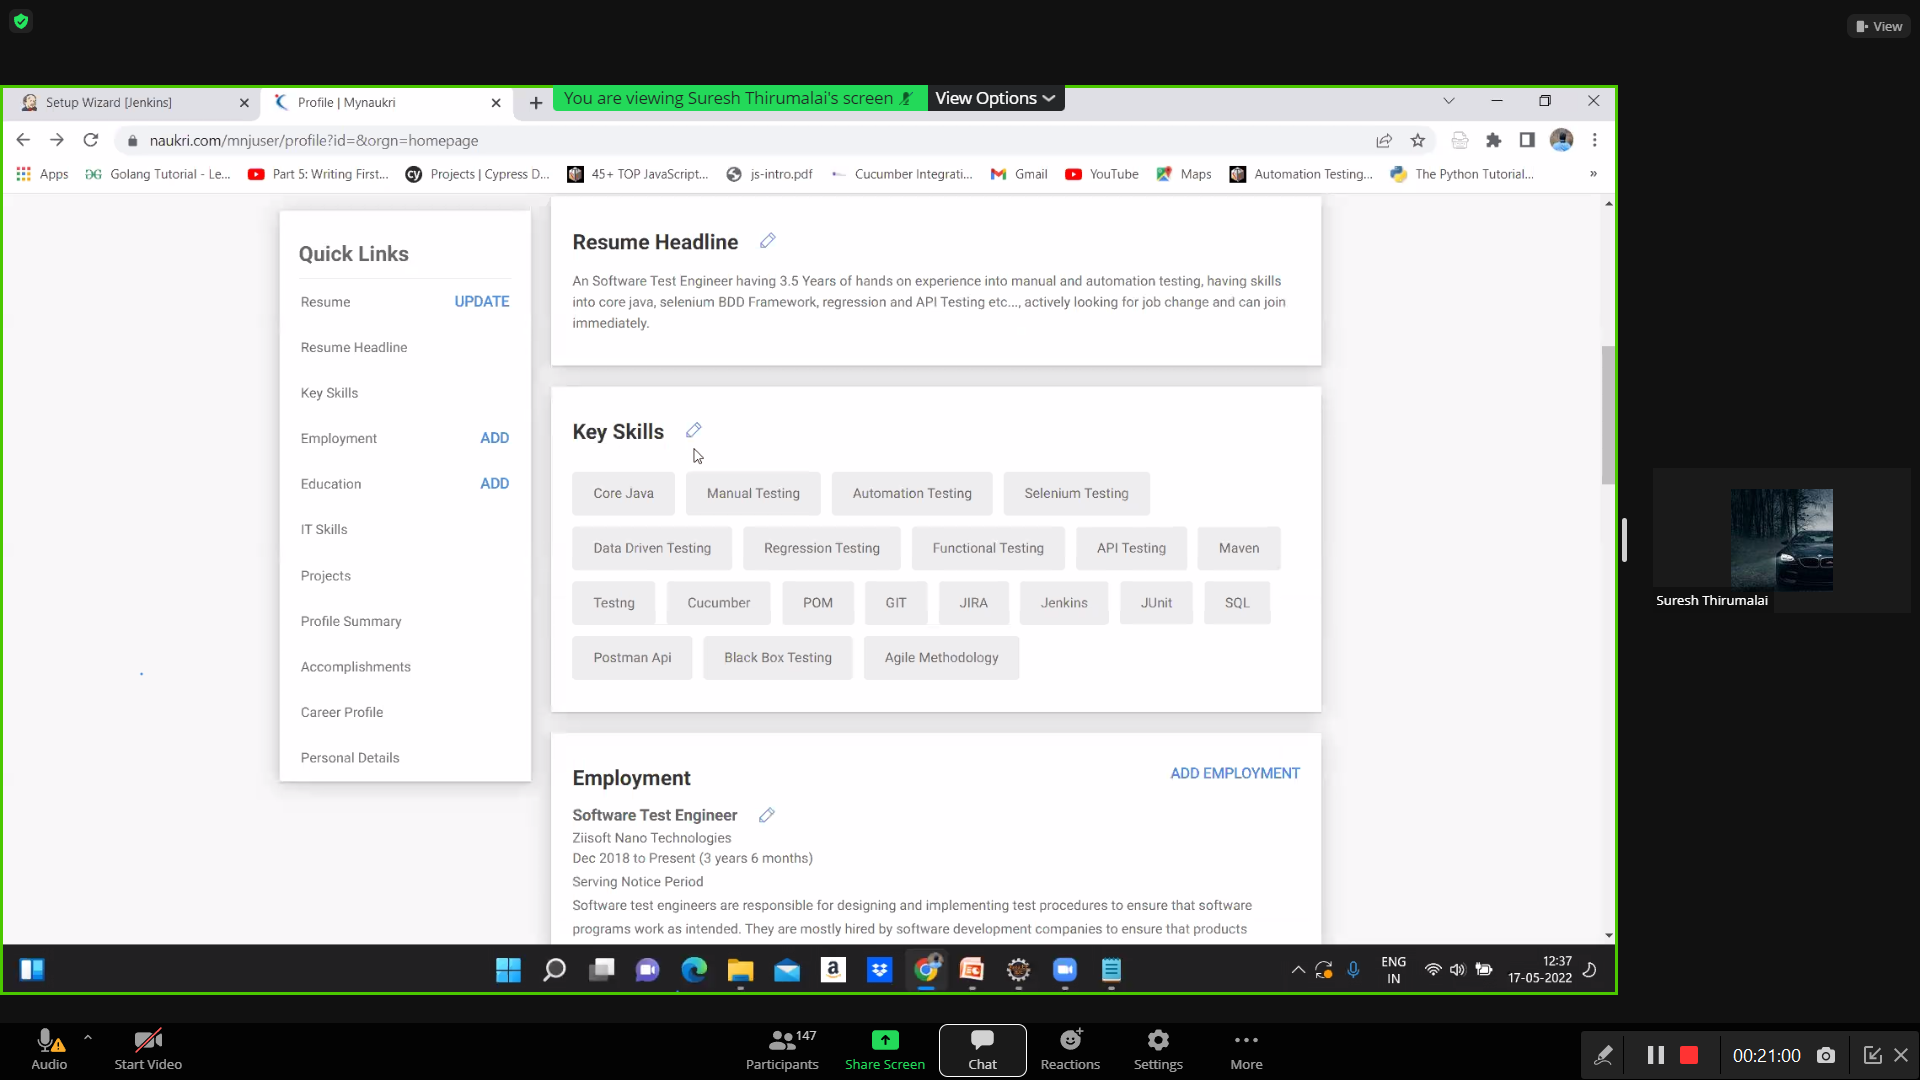 View
Setup Wizard [Jenkins]
Profile | Mynaukri
You are viewing Suresh Thirumalai's screen
View Options
naukri.com/mnjuser/profile?id=&orgn=homepage
Apps
Golang Tutorial - Le...
Part 5: Writing First...
Projects | Cypress D...
45+ TOP JavaScript...
js-intro.pdf
Cucumber Integrati...
Gmail
YouTube
Maps
Automation Testing...
The Python Tutorial...
»
Quick Links
Resume UPDATE
Resume Headline
Key Skills
Employment ADD
Education ADD
IT Skills
Projects
Profile Summary
Accomplishments
Career Profile
Personal Details
Resume Headline
An Software Test Engineer having 3.5 Years of hands on experience into manual and automation testing, having skills
into core java, selenium BDD Framework, regression and API Testing etc..., actively looking for job change and can join
immediately.
Key Skills
Core Java Manual Testing Automation Testing Selenium Testing
Data Driven Testing Regression Testing Functional Testing API Testing Maven
Testng Cucumber POM GIT JIRA Jenkins JUnit SQL
Postman Api Black Box Testing Agile Methodology
Employment ADD EMPLOYMENT
Software Test Engineer
Ziisoft Nano Technologies
Dec 2018 to Present (3 years 6 months)
Serving Notice Period
Software test engineers are responsible for designing and implementing test procedures to ensure that software
programs work as intended. They are mostly hired by software development companies to ensure that products
Suresh Thirumalai
ENG
IN
12:37
17-05-2022
Audio
Start Video
147
Participants
Share Screen
Chat
Reactions
Settings
More
00:21:00